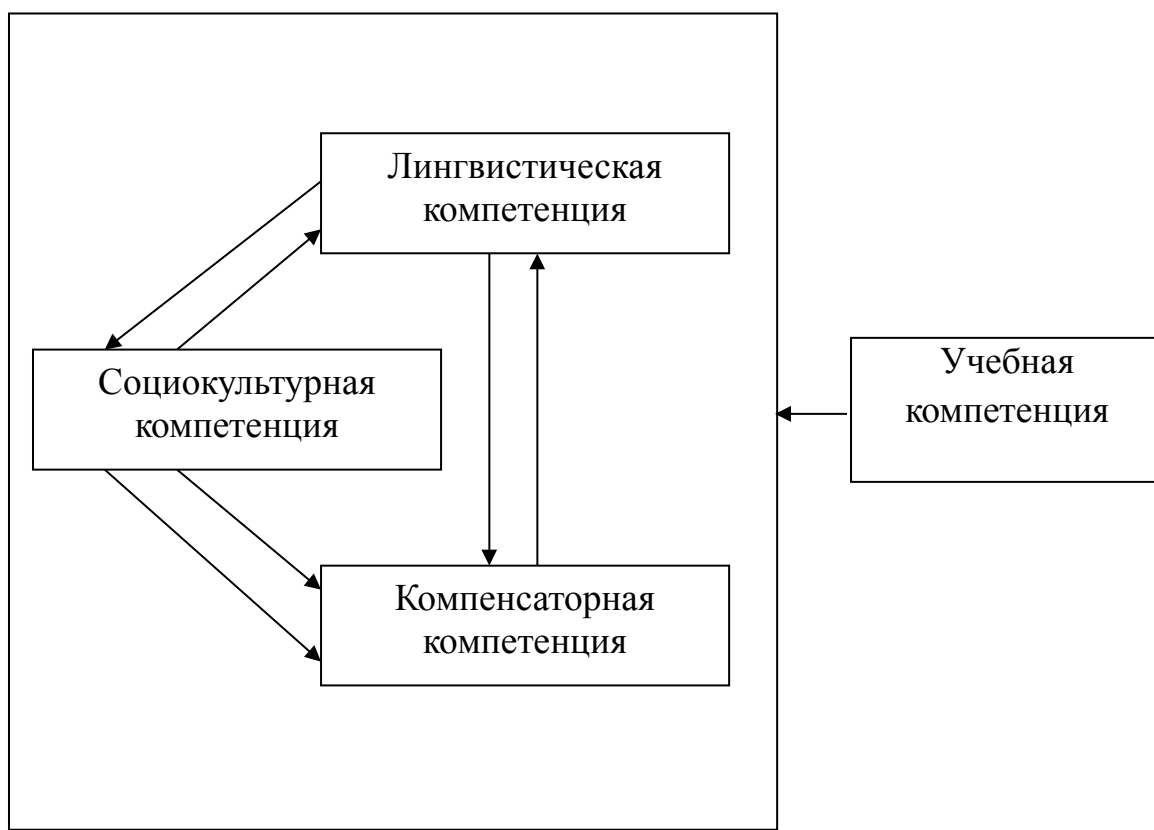 Лингвистическая
компетенция
Социокультурная
компетенция
Учебная
компетенция
Компенсаторная
компетенция